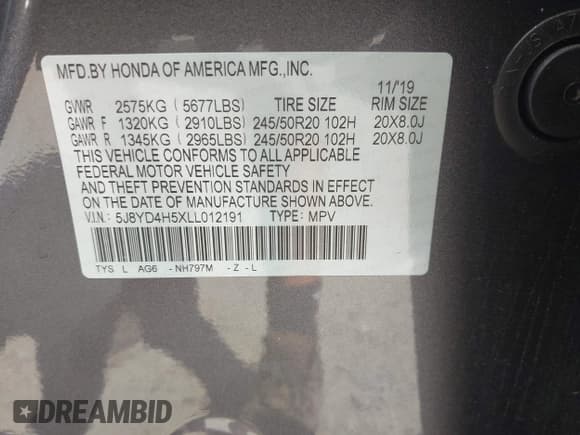 MFD.BY HONDA OF AMERICA MFG.,INC.
11/'19
GVWR 2575KG ( 5677LBS) TIRE SIZE RIM SIZE
GAWR F 1320KG ( 2910LBS) 245/50R20 102H 20X8.0J
GAWR R 1345KG ( 2965LBS) 245/50R20 102H 20X8.0J
THIS VEHICLE CONFORMS TO ALL APPLICABLE
FEDERAL MOTOR VEHICLE SAFETY
AND THEFT PREVENTION STANDARDS IN EFFECT
ON THE DATE OF MANUFACTURE SHOWN ABOVE.
V.I.N.: 5J8YD4H5XLL012191 TYPE: MPV
TYS L AG6 -NH797M -Z -L
DREAMBID